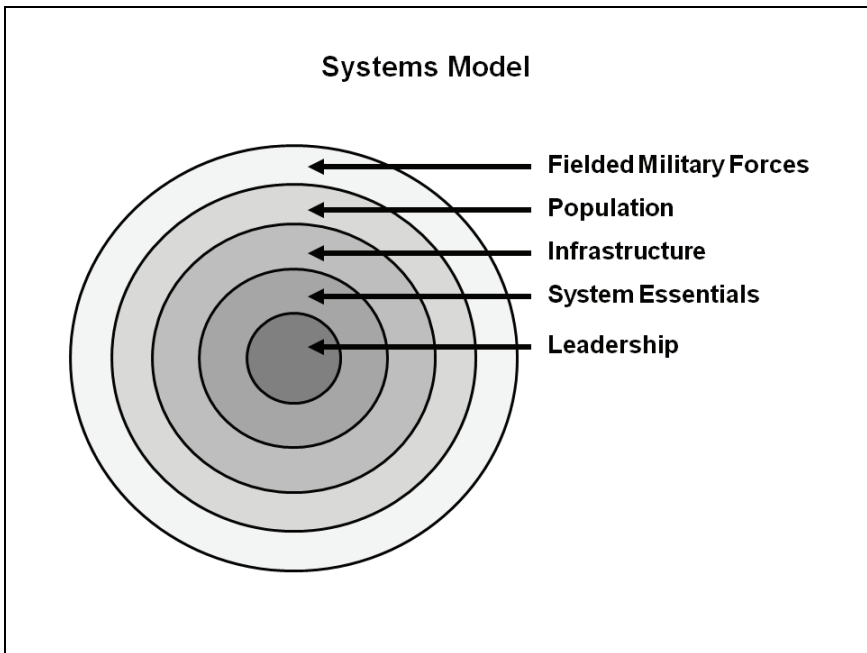 Systems Model
Fielded Military Forces
Population
Infrastructure
System Essentials
Leadership